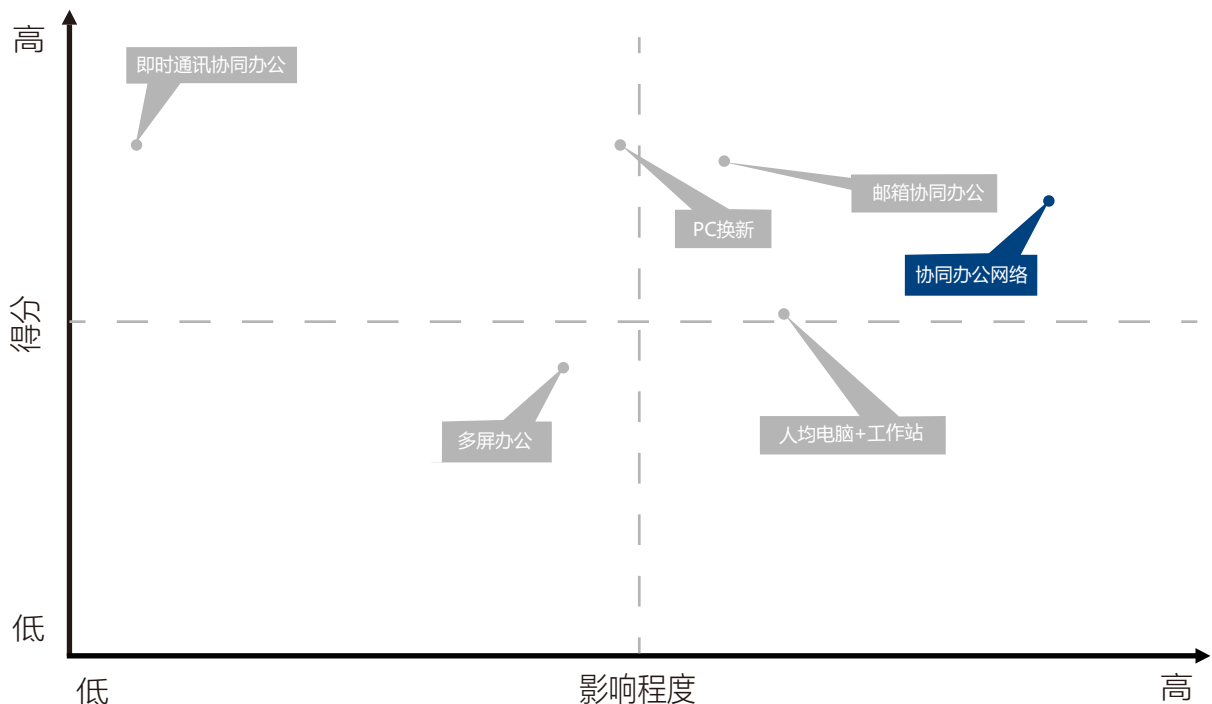 高
即时通讯协同办公
邮箱协同办公
PC换新
协同办公网络
得分
多屏办公
人均电脑+工作站
低
低
影响程度
高